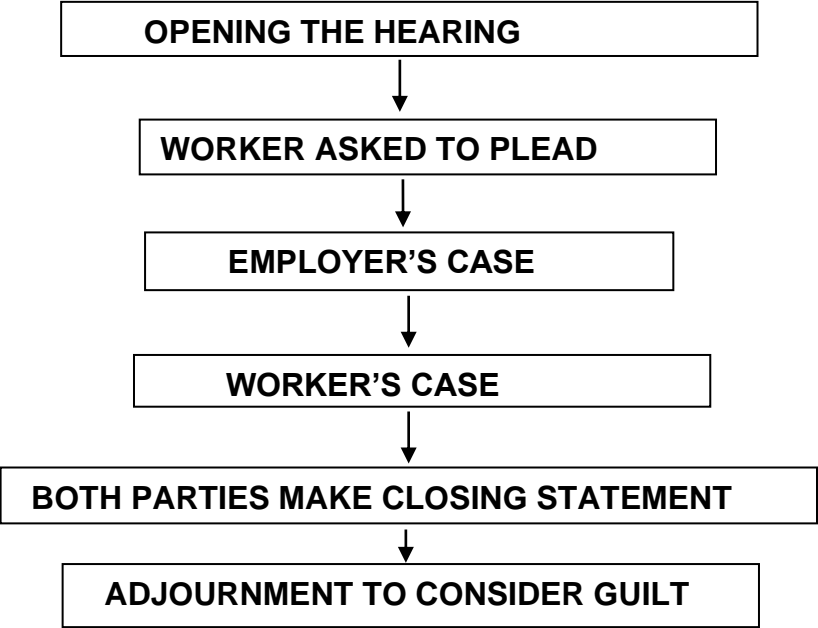 OPENING THE HEARING
WORKER ASKED TO PLEAD
EMPLOYER’S CASE
WORKER’S CASE
BOTH PARTIES MAKE CLOSING STATEMENT
ADJOURNMENT TO CONSIDER GUILT